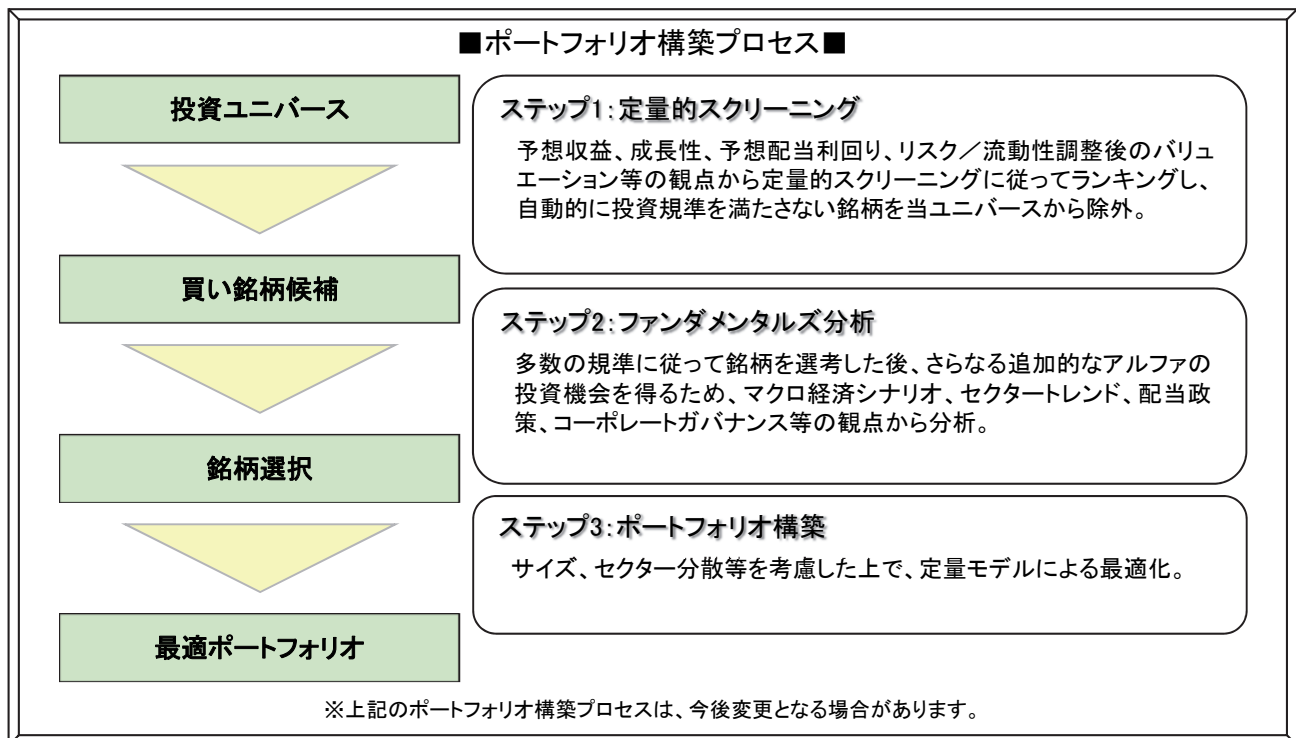 ■ポートフォリオ構築プロセス■
投資ユニバース
ステップ1:定量的スクリーニング
予想収益、成長性、予想配当利回り、リスク／流動性調整後のバリュ
エーション等の観点から定量的スクリーニングに従ってランキングし、
自動的に投資規準を満たさない銘柄を当ユニバースから除外。
買い銘柄候補
ステップ2:ファンダメンタルズ分析
多数の規準に従って銘柄を選考した後、さらなる追加的なアルファの
投資機会を得るため、マクロ経済シナリオ、セクタートレンド、配当政
策、コーポレートガバナンス等の観点から分析。
銘柄選択
ステップ3:ポートフォリオ構築
サイズ、セクター分散等を考慮した上で、定量モデルによる最適化。
最適ポートフォリオ
※上記のポートフォリオ構築プロセスは、今後変更となる場合があります。